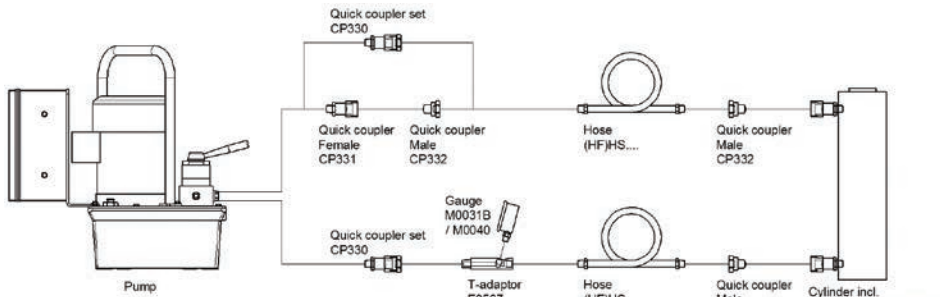 Quick coupler set
CP330
Quick coupler
Female
CP331
Quick coupler
Male
CP332
Hose
(HF)HS....
Quick coupler
Male
CP332
Gauge
M0031B
/ M0040
Quick coupler set
CP330
Pump
T-adaptor
Hose
Quick coupler
Cylinder incl.